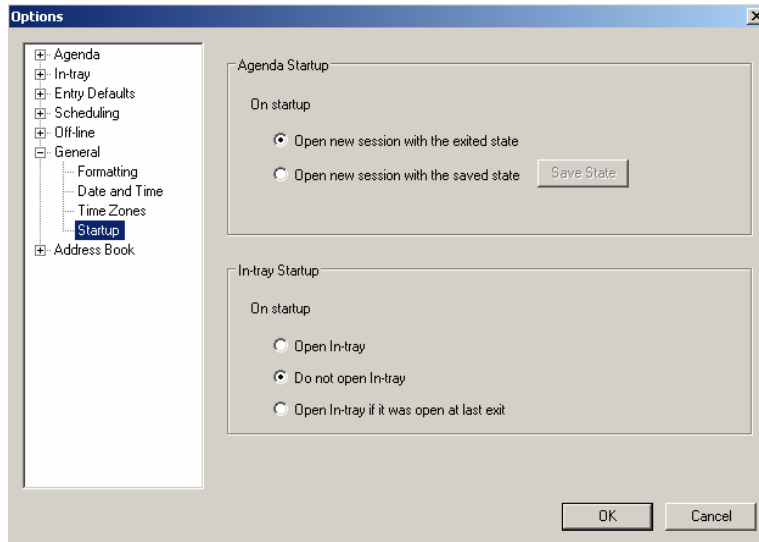 Options
Agenda
In-tray
Entry Defaults
Scheduling
Off-line
General
Formatting
Date and Time
Time Zones
Startup
Address Book
Agenda Startup
On startup
Open new session with the exited state
Open new session with the saved state
Save State
In-tray Startup
On startup
Open In-tray
Do not open In-tray
Open In-tray if it was open at last exit
OK
Cancel